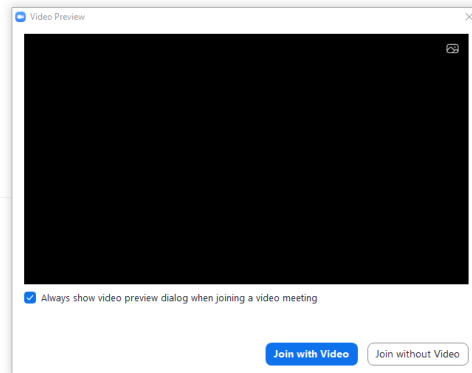 Video Preview
Always show video preview dialog when joining a video meeting
Join with Video
Join without Video